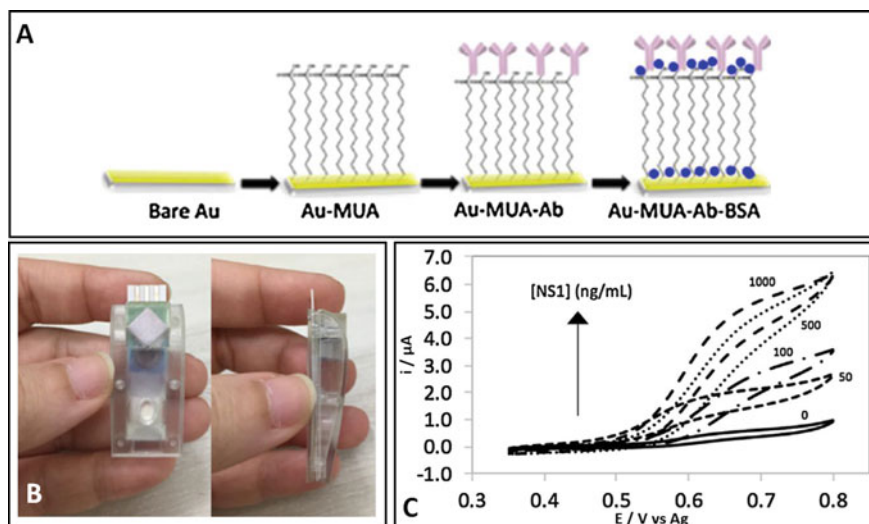 A
Bare Au
Au-MUA
Au-MUA-Ab
Au-MUA-Ab-BSA
B
7.0
6.0
5.0
4.0
3.0
2.0
1.0
0.0
-1.0
i / µA
[NS1] (ng/mL)
1000
500
100
50
0
0.3 0.4 0.5 0.6 0.7 0.8
E / V vs Ag
C